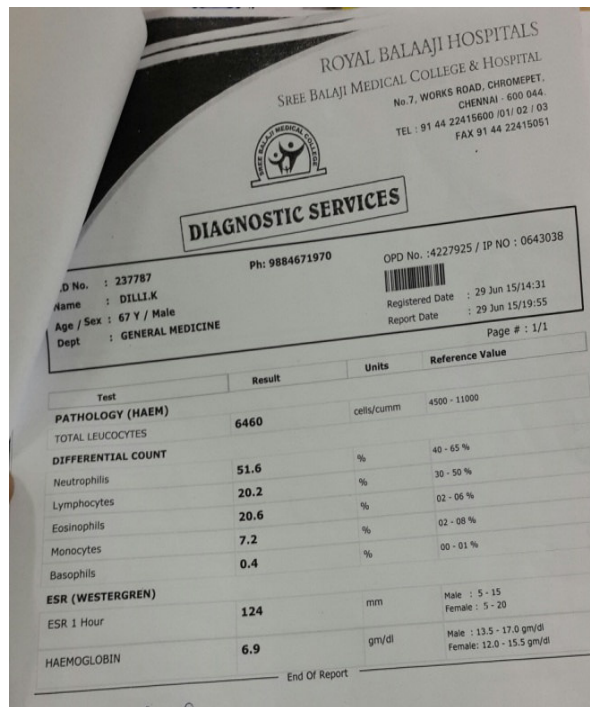 ROYAL BALAAJI HOSPITALS
SREE BALAJI MEDICAL COLLEGE & HOSPITAL
No.7, WORKS ROAD, CHROMEPET,
CHENNAI - 600 044.
TEL : 91 44 22415600 /01/ 02 / 03
FAX 91 44 22415051
SREE BALAJI MEDICAL COLLEGE
DIAGNOSTIC SERVICES
.D No. : 237787 Ph: 9884671970 OPD No. :4227925 / IP NO : 0643038
Name : DILLI.K
Age / Sex : 67 Y / Male Registered Date : 29 Jun 15/14:31
Dept : GENERAL MEDICINE Report Date : 29 Jun 15/19:55
Page # : 1/1
Test Result Units Reference Value
PATHOLOGY (HAEM)
TOTAL LEUCOCYTES 6460 cells/cumm 4500 - 11000
DIFFERENTIAL COUNT
Neutrophilis 51.6 % 40 - 65 %
Lymphocytes 20.2 % 30 - 50 %
Eosinophils 20.6 % 02 - 06 %
Monocytes 7.2 % 02 - 08 %
Basophils 0.4 % 00 - 01 %
ESR (WESTERGREN)
ESR 1 Hour 124 mm Male : 5 - 15
Female : 5 - 20
HAEMOGLOBIN 6.9 gm/dl Male : 13.5 - 17.0 gm/dl
Female: 12.0 - 15.5 gm/dl
End Of Report